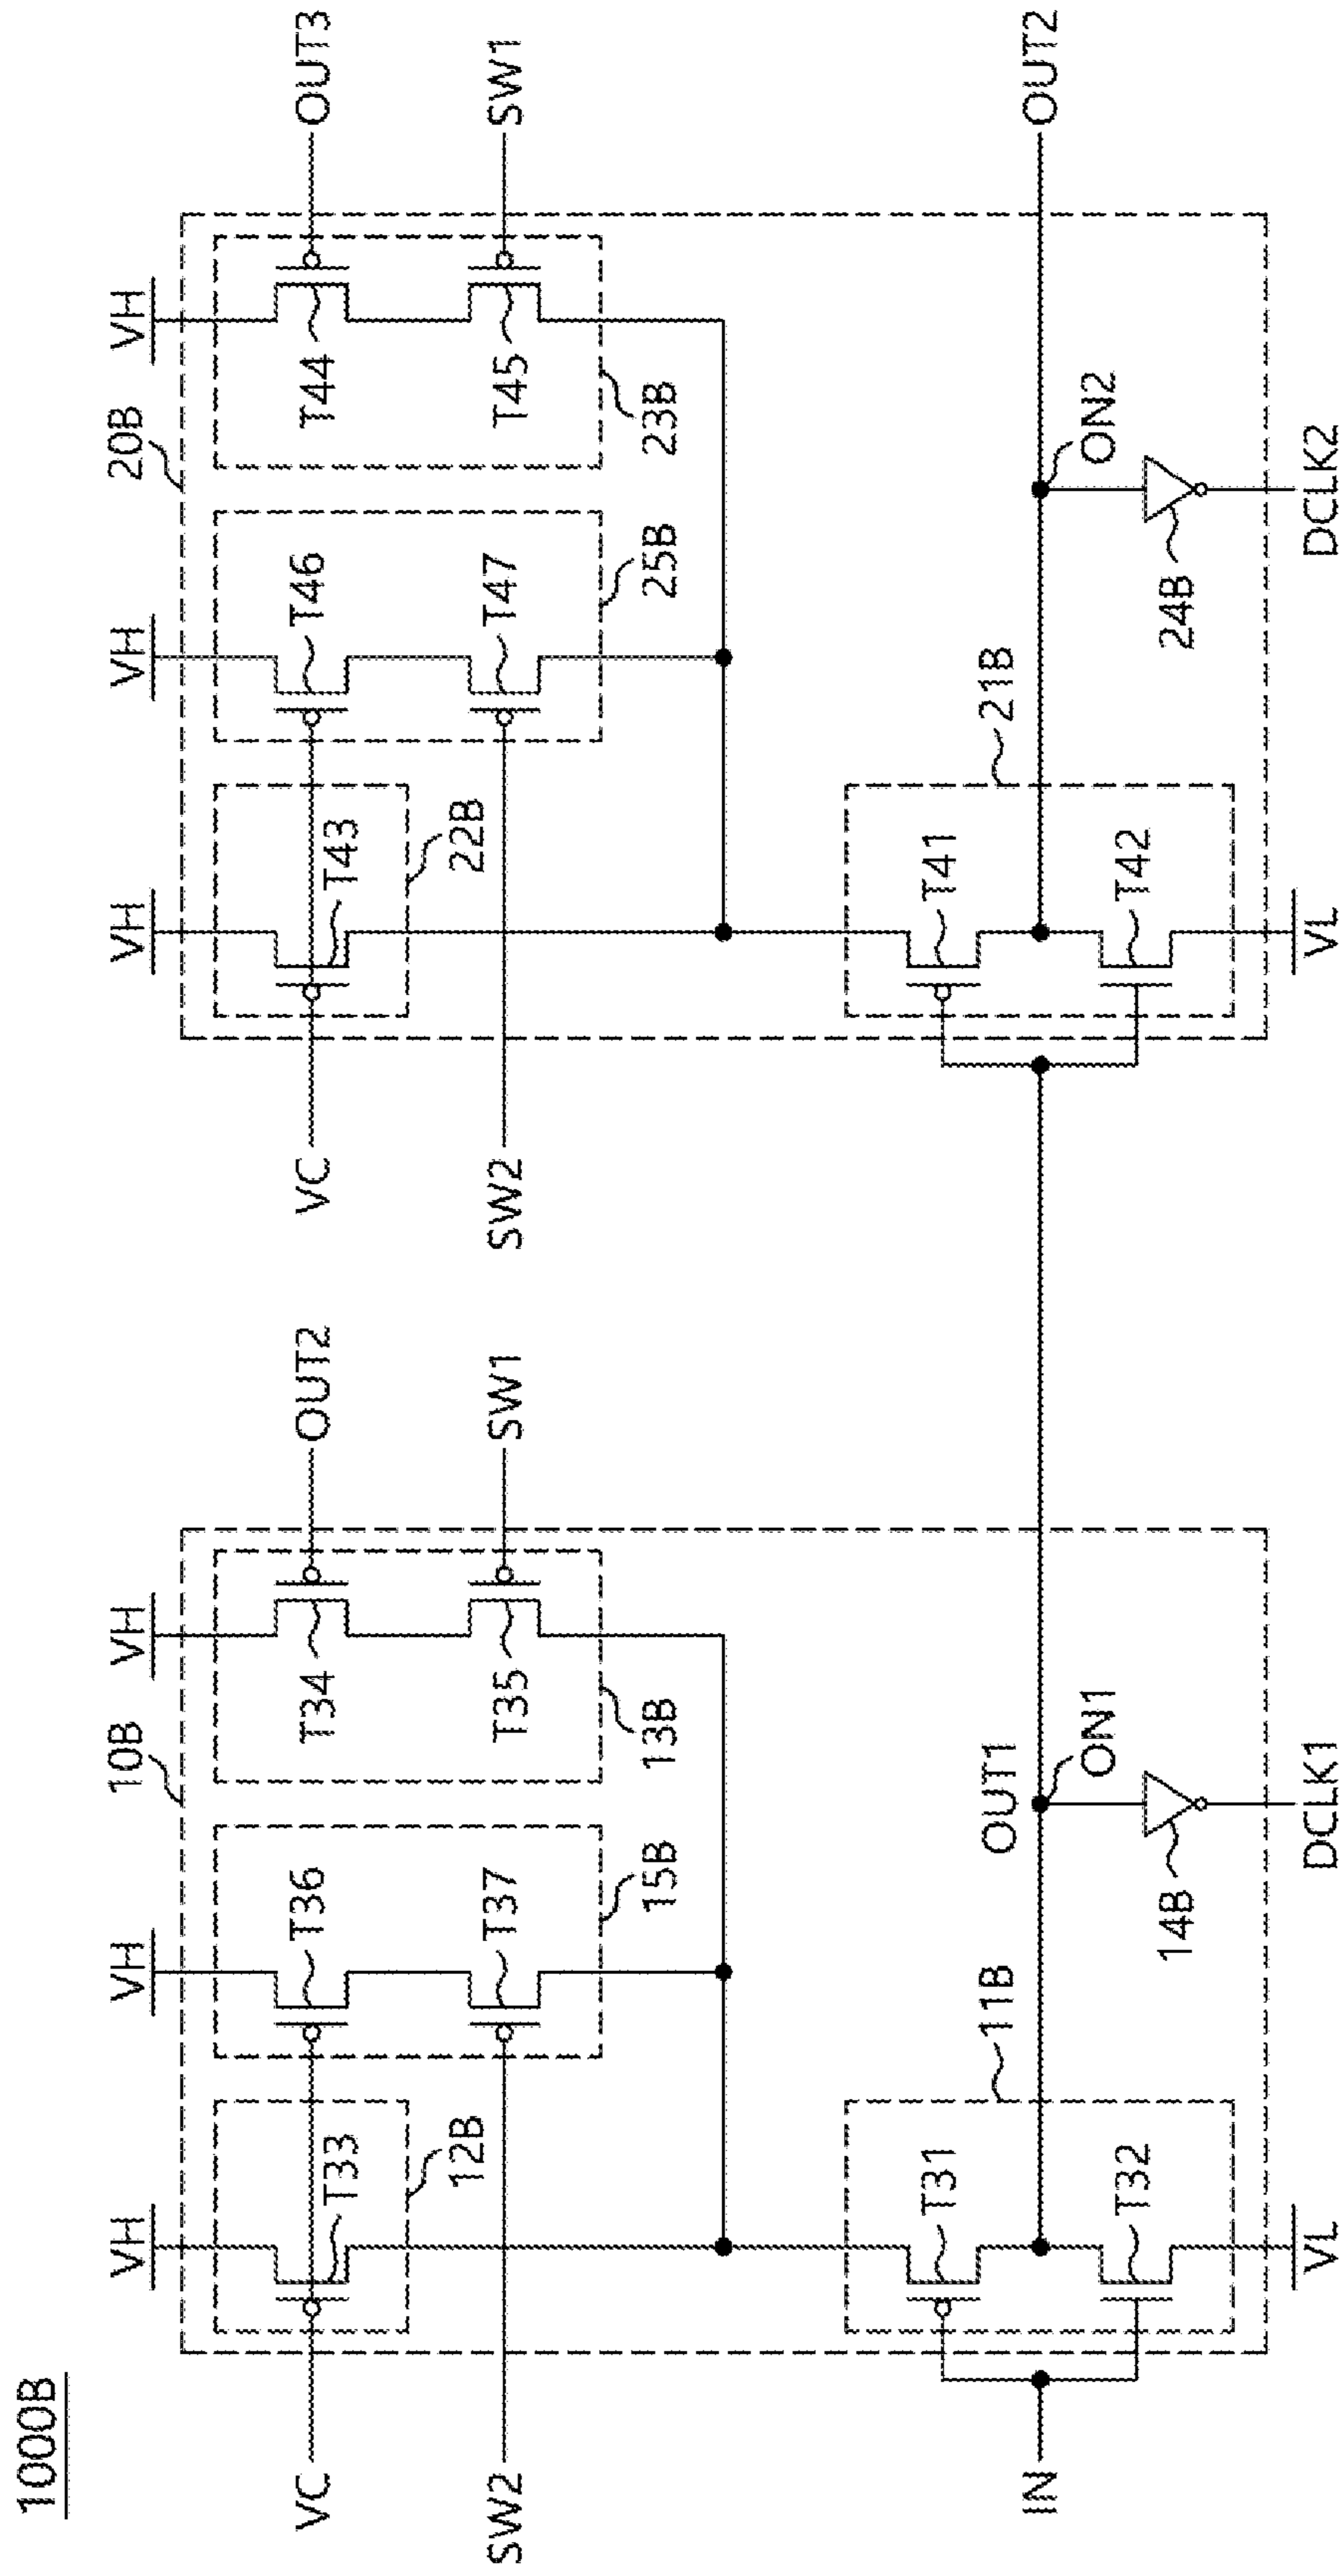 1000B
10B
VH
VH
VH
VC
T33
T36
T34
OUT2
SW2
12B
T37
T35
SW1
15B
13B
11B
OUT1
T31
IN
ON1
T32
14B
VL
DCLK1
20B
VH
VH
VH
VC
T43
T46
T44
OUT3
SW2
22B
T47
T45
SW1
25B
23B
21B
T41
OUT2
ON2
T42
24B
VL
DCLK2